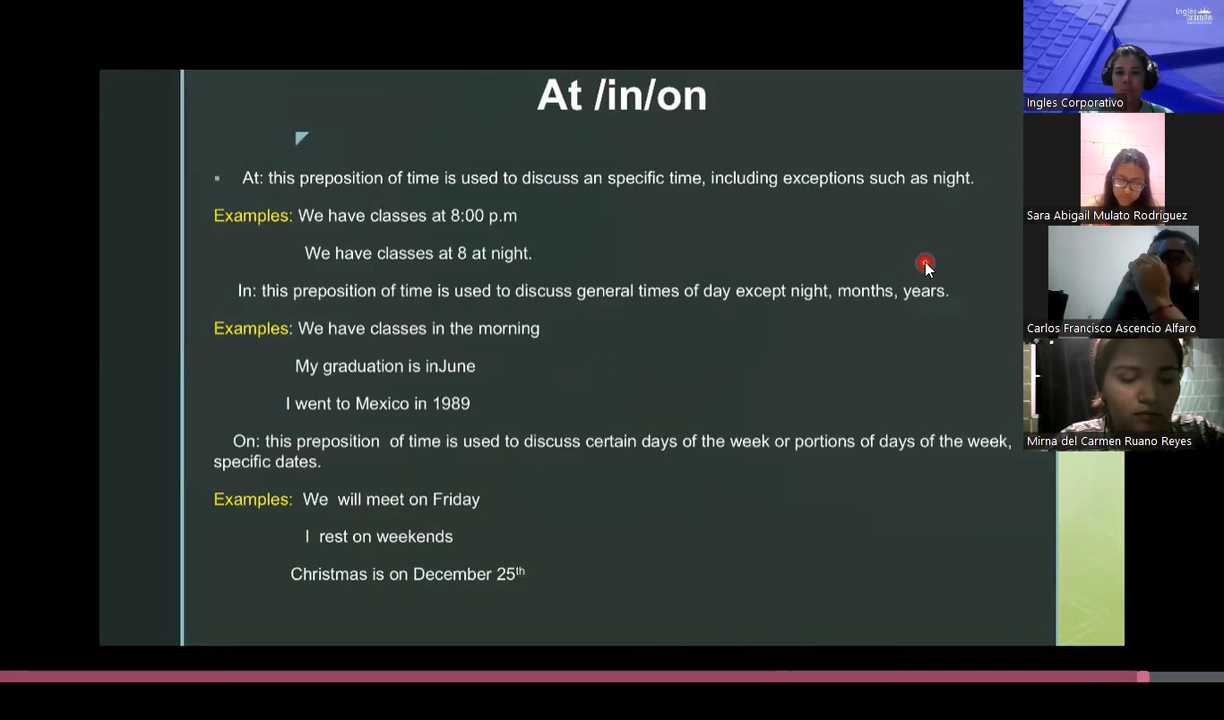 At /in/on
At: this preposition of time is used to discuss an specific time, including exceptions such as night.
Examples: We have classes at 8:00 p.m
We have classes at 8 at night.
In: this preposition of time is used to discuss general times of day except night, months, years.
Examples: We have classes in the morning
My graduation is inJune
I went to Mexico in 1989
On: this preposition of time is used to discuss certain days of the week or portions of days of the week,
specific dates.
Examples: We will meet on Friday
I rest on weekends
Christmas is on December 25th
Inglés
Corporativo
Ingles Corporativo
Sara Abigail Mulato Rodriguez
Carlos Francisco Ascencio Alfaro
Mirna del Carmen Ruano Reyes